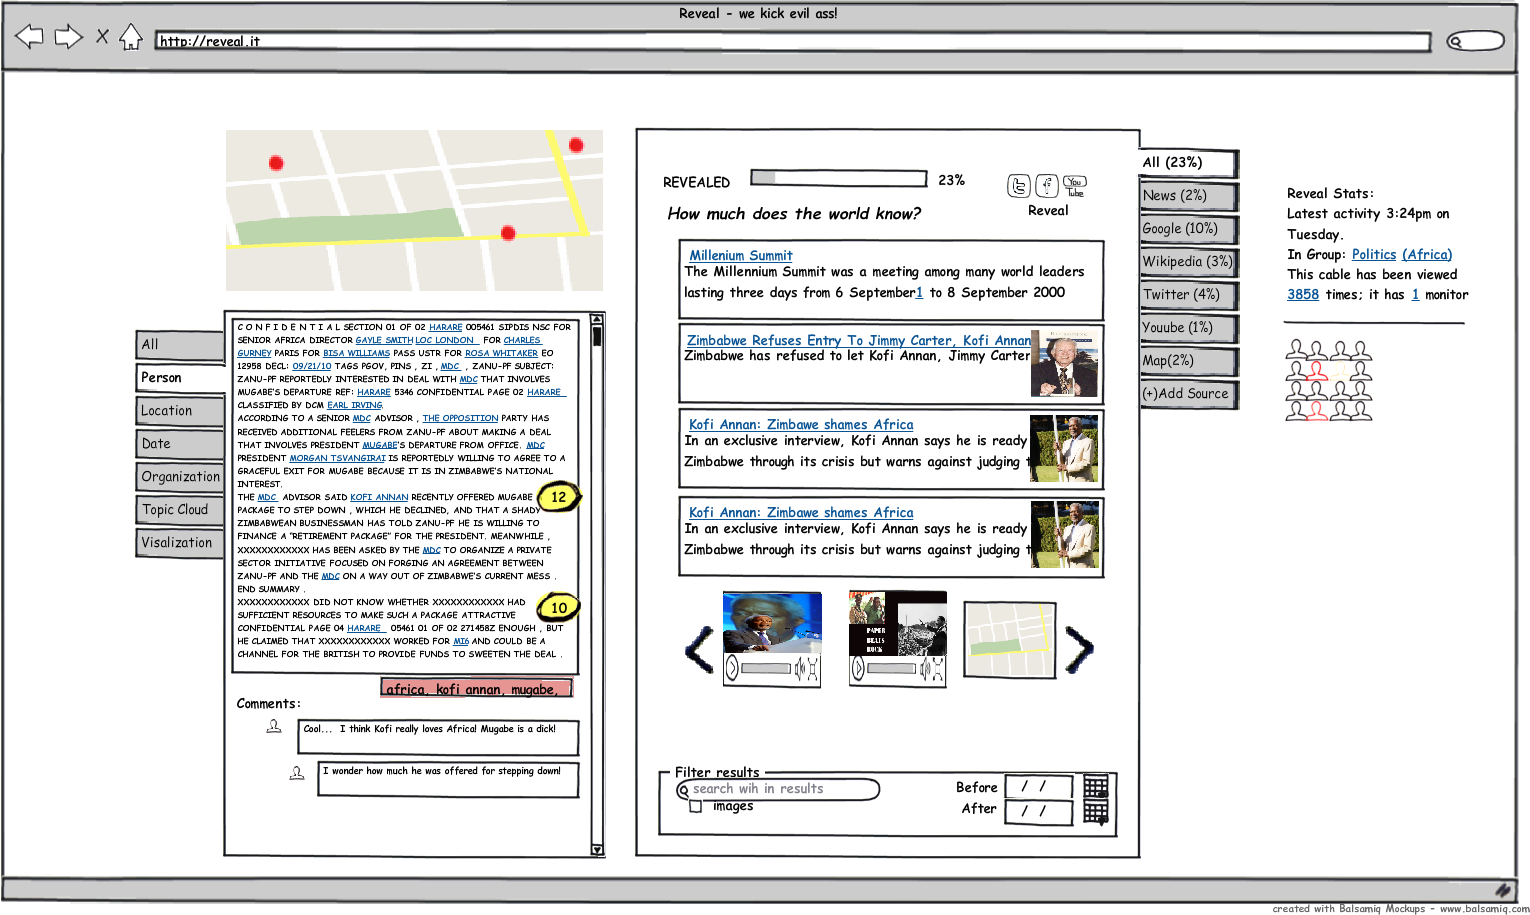 Reveal - we kick evil ass!
X
http://reveal.it
All
Person
Location
Date
Organization
Topic Cloud
Visalization
C O N F I D E N T I A L SECTION 01 OF 02 HARARE 005461 SIPDIS NSC FOR
SENIOR AFRICA DIRECTOR GAYLE SMITH LOC LONDON FOR CHARLES
GURNEY PARIS FOR BISA WILLIAMS PASS USTR FOR ROSA WHITAKER EO
12958 DECL: 09/21/10 TAGS PGOV, PINS , ZI , MDC , ZANU-PF SUBJECT:
ZANU-PF REPORTEDLY INTERESTED IN DEAL WITH MDC THAT INVOLVES
MUGABE'S DEPARTURE REF: HARARE 5346 CONFIDENTIAL PAGE 02 HARARE
CLASSIFIED BY DCM EARL IRVING.
ACCORDING TO A SENIOR MDC ADVISOR , THE OPPOSITION PARTY HAS
RECEIVED ADDITIONAL FEELERS FROM ZANU-PF ABOUT MAKING A DEAL
THAT INVOLVES PRESIDENT MUGABE'S DEPARTURE FROM OFFICE. MDC
PRESIDENT MORGAN TSVANGIRAI IS REPORTEDLY WILLING TO AGREE TO A
GRACEFUL EXIT FOR MUGABE BECAUSE IT IS IN ZIMBABWE'S NATIONAL
INTEREST.
THE MDC ADVISOR SAID KOFI ANNAN RECENTLY OFFERED MUGABE
12
PACKAGE TO STEP DOWN , WHICH HE DECLINED, AND THAT A SHADY
ZIMBABWEAN BUSINESSMAN HAS TOLD ZANU-PF HE IS WILLING TO
FINANCE A "RETIREMENT PACKAGE" FOR THE PRESIDENT. MEANWHILE ,
XXXXXXXXXXXX HAS BEEN ASKED BY THE MDC TO ORGANIZE A PRIVATE
SECTOR INITIATIVE FOCUSED ON FORGING AN AGREEMENT BETWEEN
ZANU-PF AND THE MDC ON A WAY OUT OF ZIMBABWE'S CURRENT MESS .
END SUMMARY .
XXXXXXXXXXXX DID NOT KNOW WHETHER XXXXXXXXXXXX HAD
10
SUFFICIENT RESOURCES TO MAKE SUCH A PACKAGE ATTRACTIVE
CONFIDENTIAL PAGE 04 HARARE 05461 01 OF 02 271458Z ENOUGH , BUT
HE CLAIMED THAT XXXXXXXXXXXX WORKED FOR MI6 AND COULD BE A
CHANNEL FOR THE BRITISH TO PROVIDE FUNDS TO SWEETEN THE DEAL .
africa, kofi annan, mugabe,
Comments:
Cool... I think Kofi really loves Africa! Mugabe is a dick!
I wonder how much he was offered for stepping down!
REVEALED
23%
You
Tube
Reveal
How much does the world know?
Millenium Summit
The Millennium Summit was a meeting among many world leaders
lasting three days from 6 September1 to 8 September 2000
Zimbabwe Refuses Entry To Jimmy Carter, Kofi Annan
Zimbabwe has refused to let Kofi Annan, Jimmy Carter
Kofi Annan: Zimbawe shames Africa
In an exclusive interview, Kofi Annan says he is ready
Zimbabwe through its crisis but warns against judging t
Kofi Annan: Zimbawe shames Africa
In an exclusive interview, Kofi Annan says he is ready
Zimbabwe through its crisis but warns against judging t
PAPER
BEATS
ROCK
Filter results
search wih in results
images
Before / /
After / /
All (23%)
News (2%)
Google (10%)
Wikipedia (3%)
Twitter (4%)
Yoube (1%)
Map(2%)
(+)Add Source
Reveal Stats:
Latest activity 3:24pm on
Tuesday.
In Group: Politics (Africa)
This cable has been viewed
3858 times; it has 1 monitor
created with Balsamiq Mockups - www.balsamiq.com